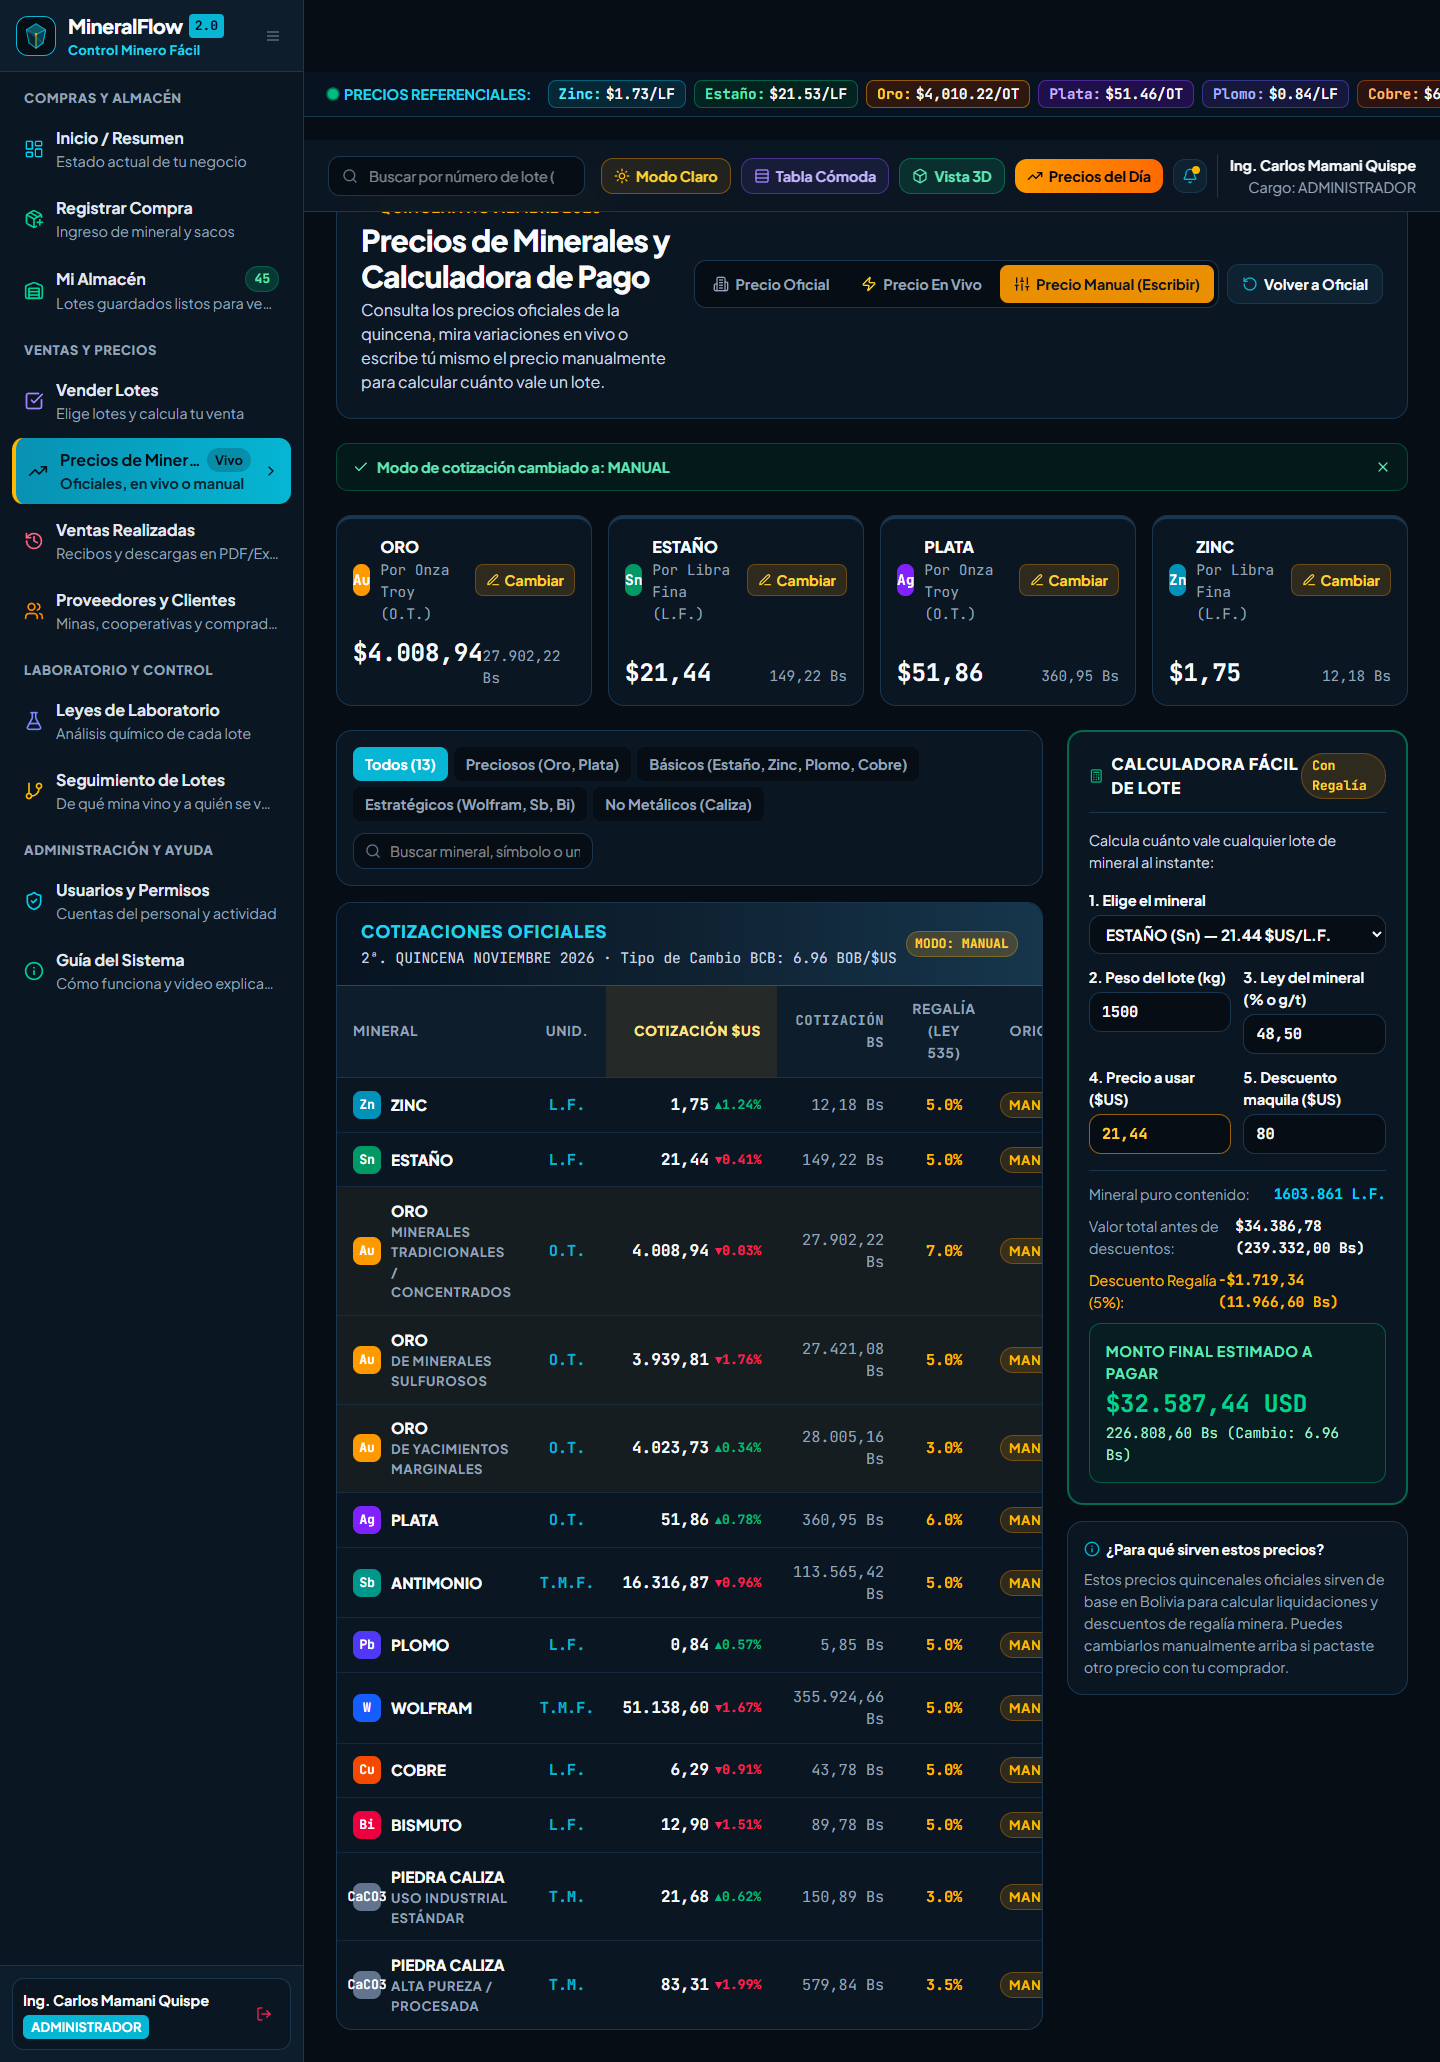 MineralFlow 2.0
Control Minero Fácil
COMPRAS Y ALMACÉN
Inicio / Resumen
Estado actual de tu negocio
Registrar Compra
Ingreso de mineral y sacos
Mi Almacén 45
Lotes guardados listos para ve...
VENTAS Y PRECIOS
Vender Lotes
Elige lotes y calcula tu venta
Precios de Miner... Vivo
Oficiales, en vivo o manual
Ventas Realizadas
Recibos y descargas en PDF/Ex...
Proveedores y Clientes
Minas, cooperativas y comprad...
LABORATORIO Y CONTROL
Leyes de Laboratorio
Análisis químico de cada lote
Seguimiento de Lotes
De qué mina vino y a quién se v...
ADMINISTRACIÓN Y AYUDA
Usuarios y Permisos
Cuentas del personal y actividad
Guía del Sistema
Cómo funciona y video explica...
Ing. Carlos Mamani Quispe
ADMINISTRADOR
PRECIOS REFERENCIALES: Zinc: $1.73/LF Estaño: $21.53/LF Oro: $4,010.22/OT Plata: $51.46/OT Plomo: $0.84/LF Cobre: $6
Buscar por número de lote (
Modo Claro
Tabla Cómoda
Vista 3D
Precios del Día
Ing. Carlos Mamani Quispe
Cargo: ADMINISTRADOR
Precios de Minerales y
Calculadora de Pago
Consulta los precios oficiales de la
quincena, mira variaciones en vivo o
escribe tú mismo el precio manualmente
para calcular cuánto vale un lote.
Precio Oficial
Precio En Vivo
Precio Manual (Escribir)
Volver a Oficial
Modo de cotización cambiado a: MANUAL
Au ORO
Por Onza
Troy
(O.T.)
Cambiar
$4.008,94 27.902,22
Bs
Sn ESTAÑO
Por Libra
Fina
(L.F.)
Cambiar
$21,44 149,22 Bs
Ag PLATA
Por Onza
Troy
(O.T.)
Cambiar
$51,86 360,95 Bs
Zn ZINC
Por Libra
Fina
(L.F.)
Cambiar
$1,75 12,18 Bs
Todos (13) Preciosos (Oro, Plata) Básicos (Estaño, Zinc, Plomo, Cobre)
Estratégicos (Wolfram, Sb, Bi) No Metálicos (Caliza)
Buscar mineral, símbolo o un
COTIZACIONES OFICIALES
2ª. QUINCENA NOVIEMBRE 2026 · Tipo de Cambio BCB: 6.96 BOB/$US
MODO: MANUAL
MINERAL UNID. COTIZACIÓN $US COTIZACIÓN BS REGALÍA (LEY 535) ORIG
Zn ZINC L.F. 1,75 ▲1.24% 12,18 Bs 5.0% MAN
Sn ESTAÑO L.F. 21,44 ▼0.41% 149,22 Bs 5.0% MAN
Au ORO MINERALES TRADICIONALES / CONCENTRADOS O.T. 4.008,94 ▼0.03% 27.902,22 Bs 7.0% MAN
Au ORO DE MINERALES SULFUROSOS O.T. 3.939,81 ▼1.76% 27.421,08 Bs 5.0% MAN
Au ORO DE YACIMIENTOS MARGINALES O.T. 4.023,73 ▲0.34% 28.005,16 Bs 3.0% MAN
Ag PLATA O.T. 51,86 ▲0.78% 360,95 Bs 6.0% MAN
Sb ANTIMONIO T.M.F. 16.316,87 ▼0.96% 113.565,42 Bs 5.0% MAN
Pb PLOMO L.F. 0,84 ▲0.57% 5,85 Bs 5.0% MAN
W WOLFRAM T.M.F. 51.138,60 ▼1.67% 355.924,66 Bs 5.0% MAN
Cu COBRE L.F. 6,29 ▼0.91% 43,78 Bs 5.0% MAN
Bi BISMUTO L.F. 12,90 ▼1.51% 89,78 Bs 5.0% MAN
CaCO3 PIEDRA CALIZA USO INDUSTRIAL ESTÁNDAR T.M. 21,68 ▲0.62% 150,89 Bs 3.0% MAN
CaCO3 PIEDRA CALIZA ALTA PUREZA / PROCESADA T.M. 83,31 ▼1.99% 579,84 Bs 3.5% MAN
CALCULADORA FÁCIL
DE LOTE
Con
Regalía
Calcula cuánto vale cualquier lote de
mineral al instante:
1. Elige el mineral
ESTAÑO (Sn) — 21.44 $US/L.F.
2. Peso del lote (kg)
1500
3. Ley del mineral
(% o g/t)
48,50
4. Precio a usar
($US)
21,44
5. Descuento
maquila ($US)
80
Mineral puro contenido: 1603.861 L.F.
Valor total antes de
descuentos:
$34.386,78
(239.332,00 Bs)
Descuento Regalía
(5%):
-$1.719,34
(11.966,60 Bs)
MONTO FINAL ESTIMADO A
PAGAR
$32.587,44 USD
226.808,60 Bs (Cambio: 6.96
Bs)
¿Para qué sirven estos precios?
Estos precios quincenales oficiales sirven de
base en Bolivia para calcular liquidaciones y
descuentos de regalía minera. Puedes
cambiarlos manualmente arriba si pactaste
otro precio con tu comprador.